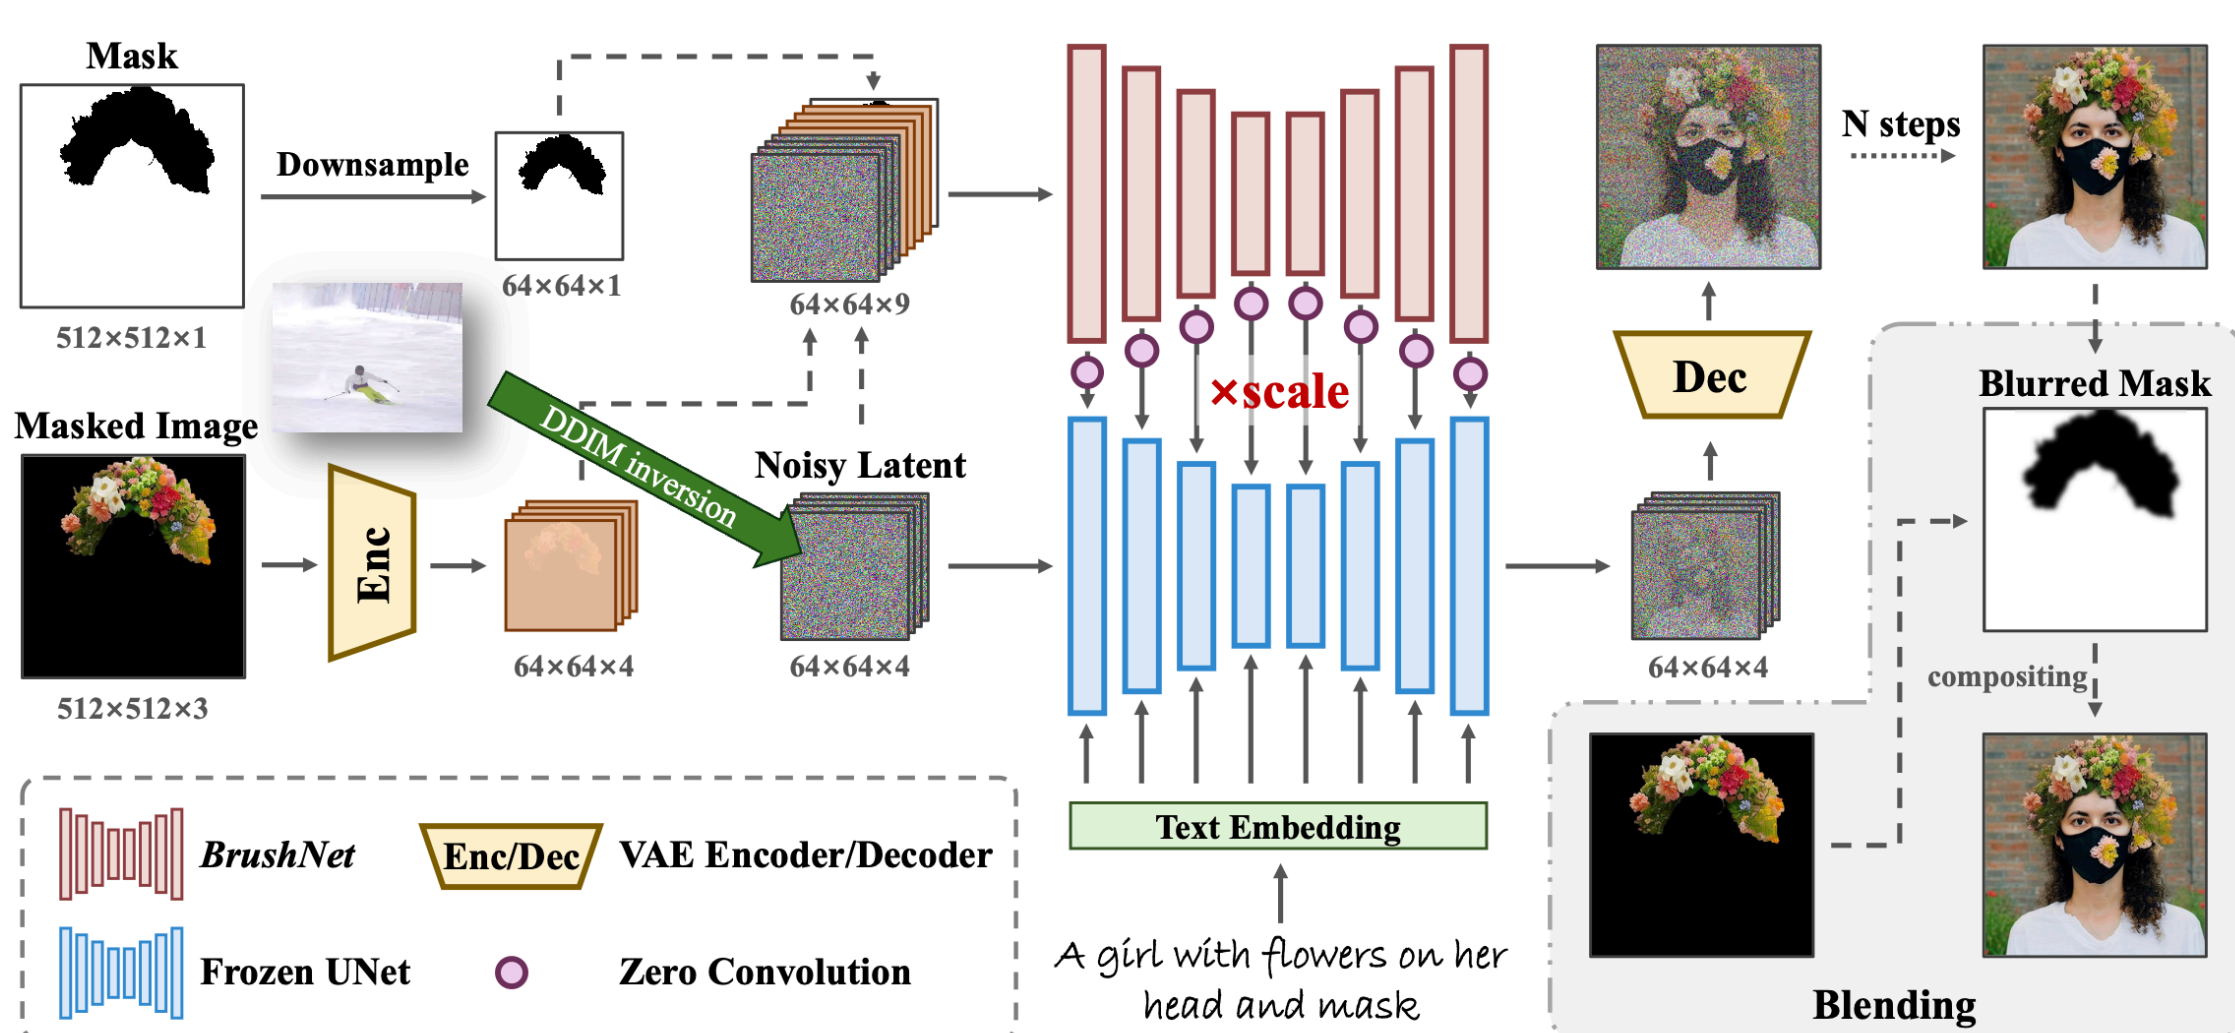 Mask
512×512×1
Downsample
64×64×1
64×64×9
Masked Image
512×512×3
Enc
64×64×4
DDIM inversion
Noisy Latent
64×64×4
×scale
Text Embedding
A girl with flowers on her
head and mask
64×64×4
Dec
N steps
Blurred Mask
compositing
Blending
BrushNet
Enc/Dec
VAE Encoder/Decoder
Frozen UNet
Zero Convolution